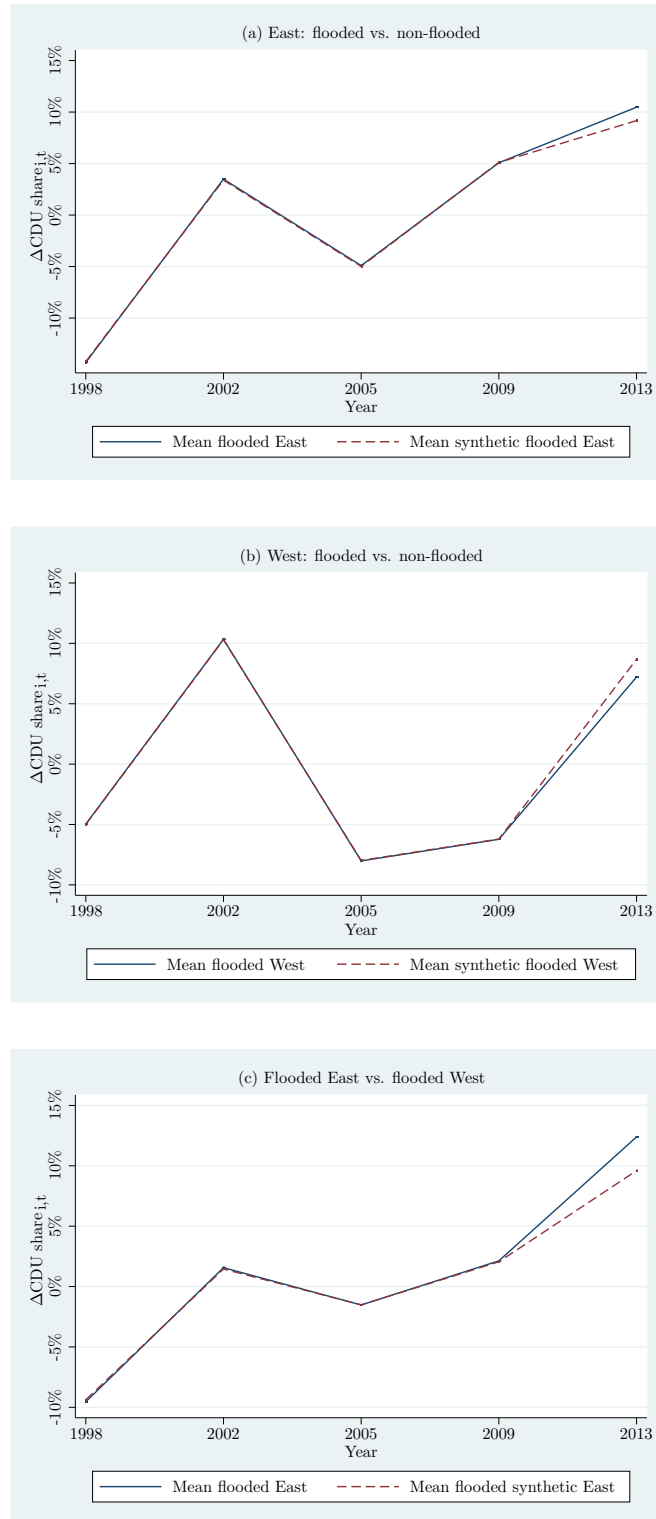 (a) East: flooded vs. non-flooded
ΔCDU share i,t
15%
10%
5%
0%
-5%
-10%
1998 2002 2005 2009 2013
Year
Mean flooded East Mean synthetic flooded East
(b) West: flooded vs. non-flooded
ΔCDU share i,t
15%
10%
5%
0%
-5%
-10%
1998 2002 2005 2009 2013
Year
Mean flooded West Mean synthetic flooded West
(c) Flooded East vs. flooded West
ΔCDU share i,t
15%
10%
5%
0%
-5%
-10%
1998 2002 2005 2009 2013
Year
Mean flooded East Mean flooded synthetic East